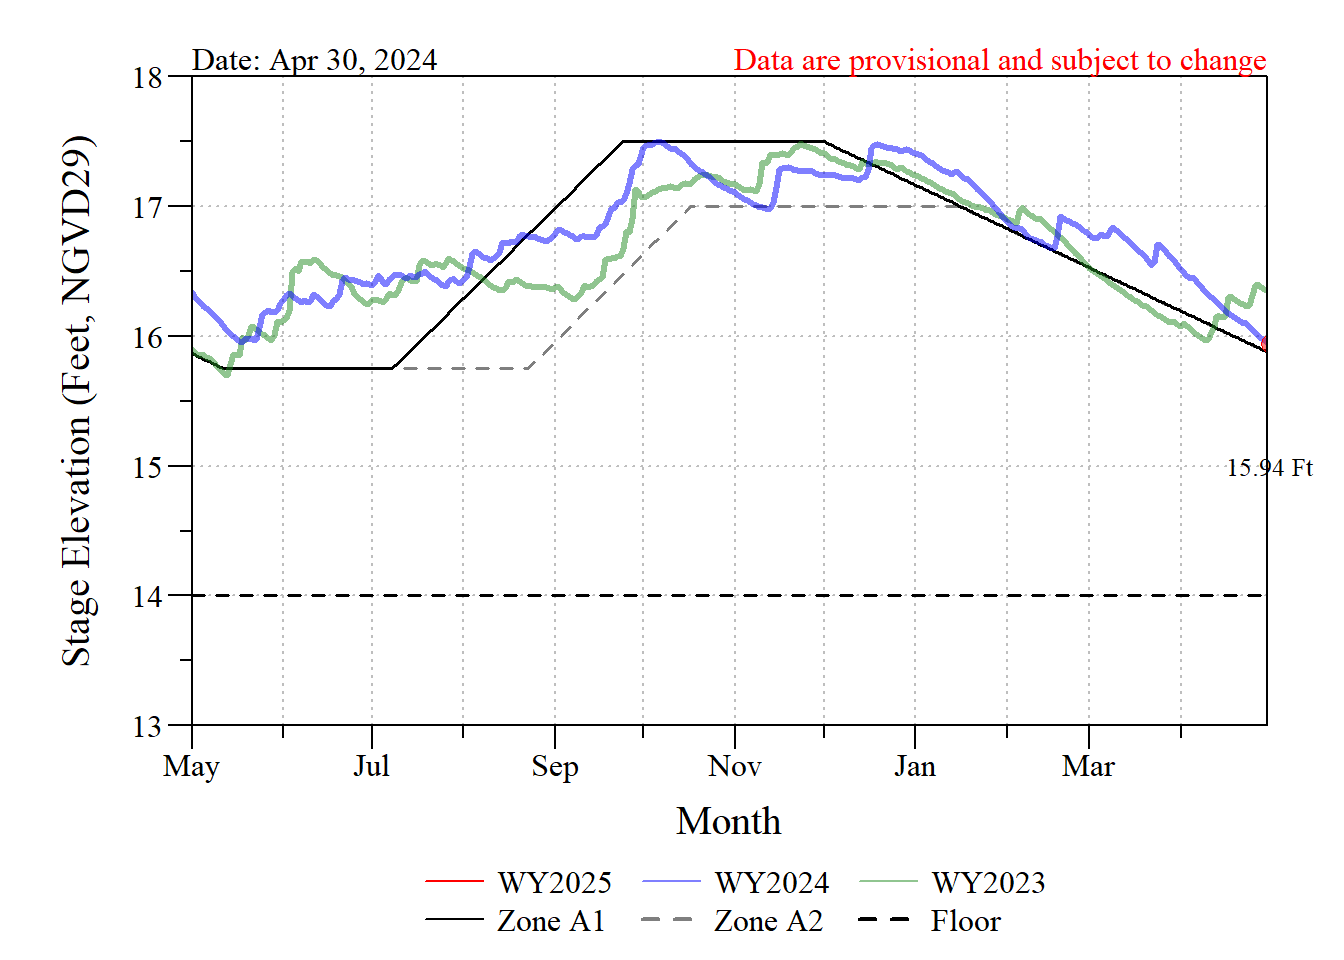 Date: Apr 30, 2024
Data are provisional and subject to change
Stage Elevation (Feet, NGVD29)
18
17
16
15
14
13
15.94 Ft
May Jul Sep Nov Jan Mar
Month
WY2025 WY2024 WY2023
Zone A1 Zone A2 Floor